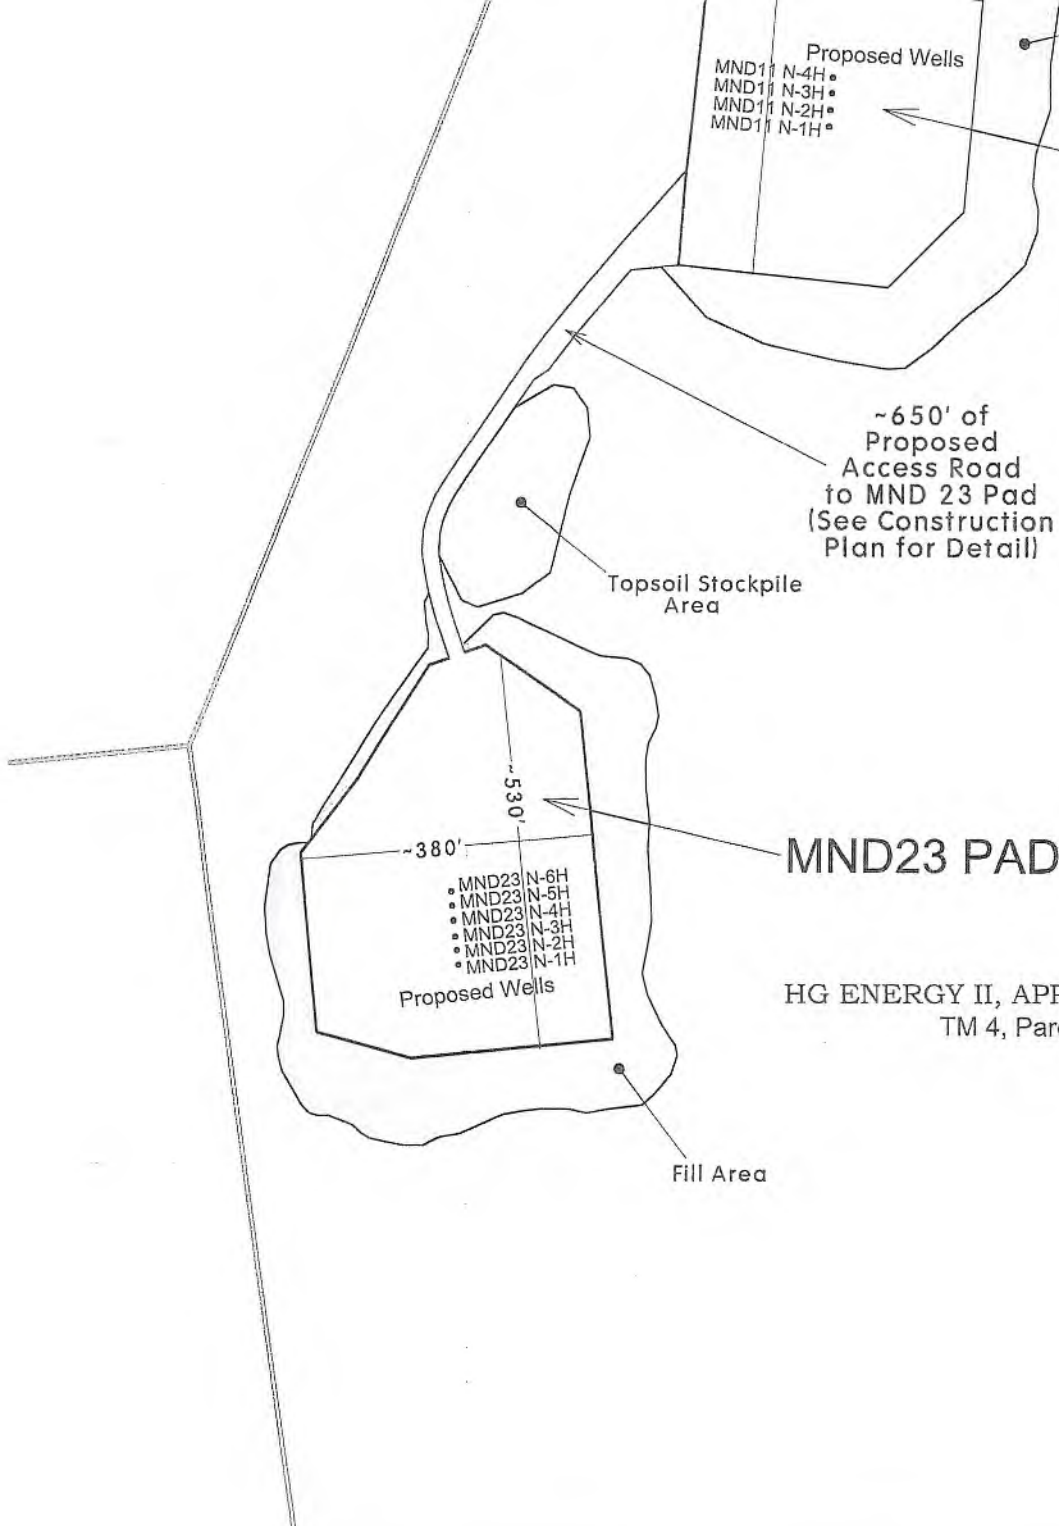 Proposed Wells
MND11 N-4H
MND11 N-3H
MND11 N-2H
MND11 N-1H
~650' of
Proposed
Access Road
to MND 23 Pad
(See Construction
Plan for Detail)
Topsoil Stockpile
Area
~530'
~380'
MND23 PAD
MND23 N-6H
MND23 N-5H
MND23 N-4H
MND23 N-3H
MND23 N-2H
MND23 N-1H
Proposed Wells
HG ENERGY II, APP
TM 4, Parc
Fill Area